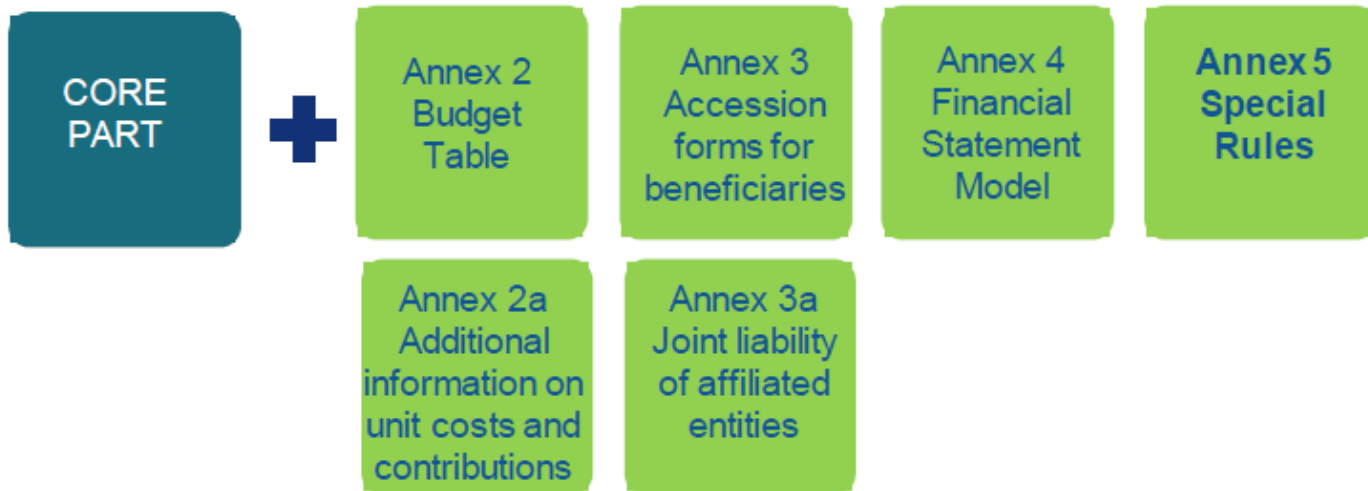 CORE
PART
Annex 2
Budget
Table
Annex 3
Accession
forms for
beneficiaries
Annex 4
Financial
Statement
Model
Annex 5
Special
Rules
Annex 2a
Additional
information on
unit costs and
contributions
Annex 3a
Joint liability
of affiliated
entities